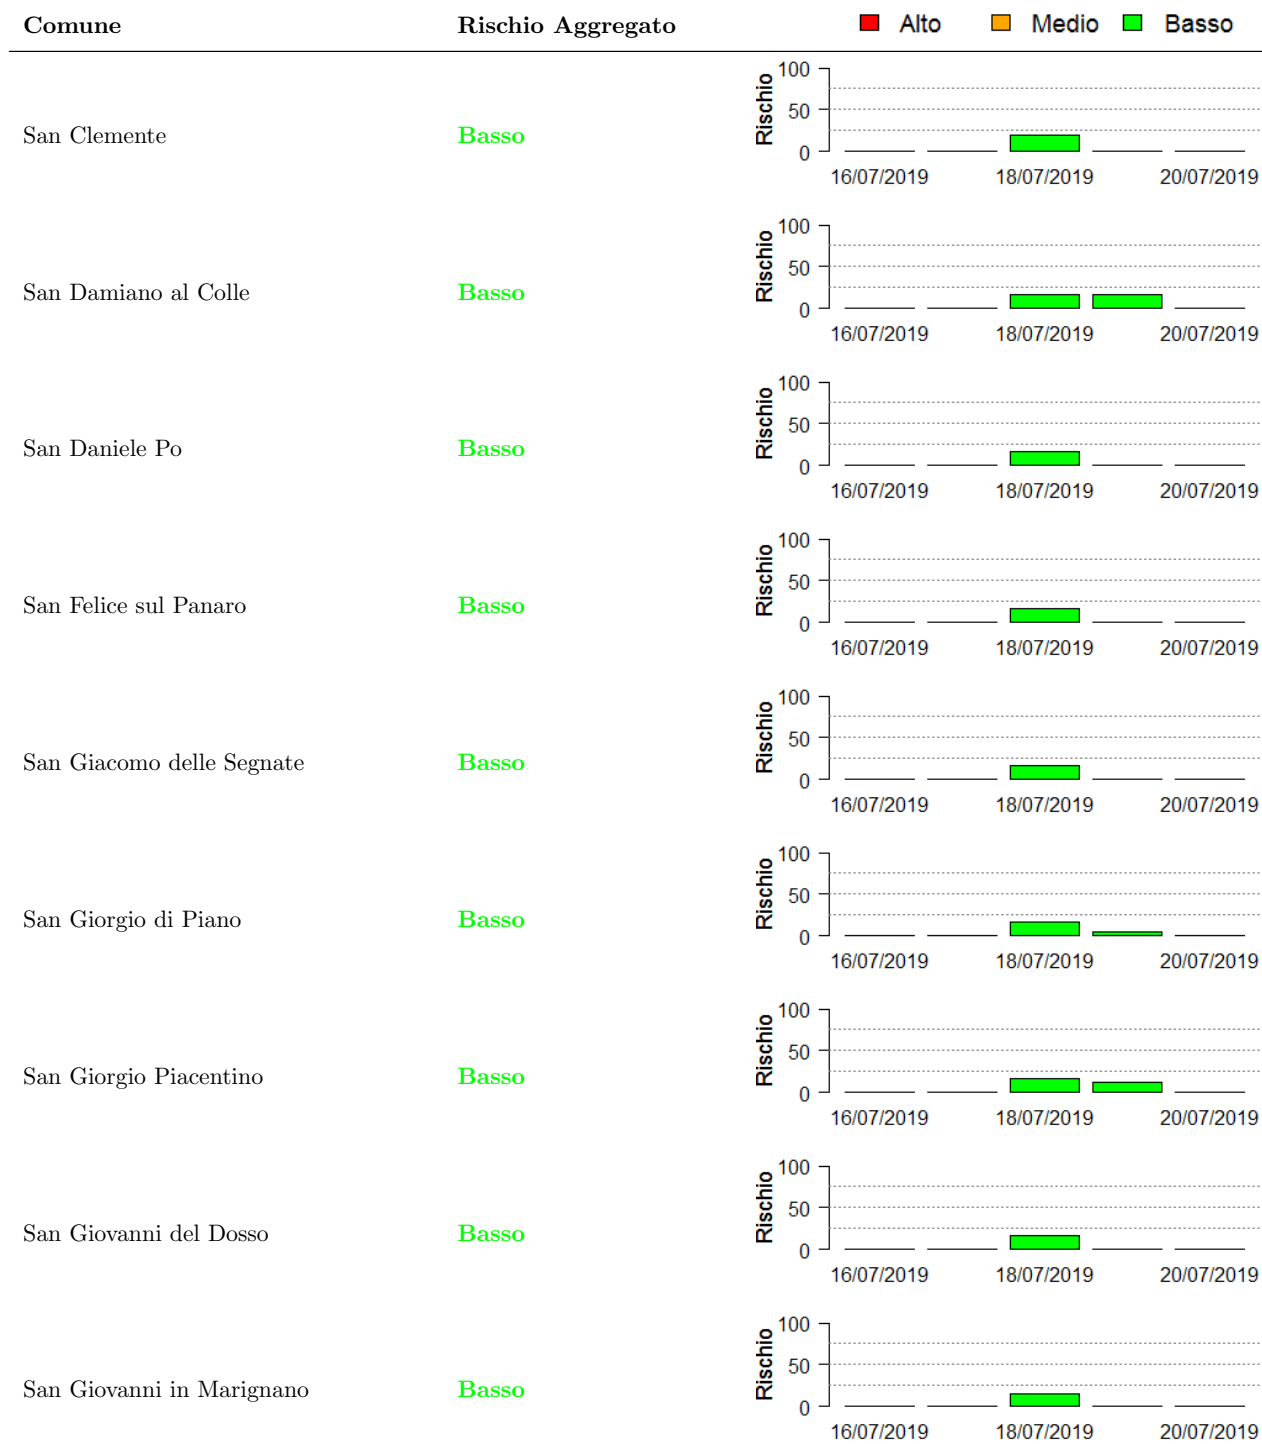 Comune Rischio Aggregato Alto Medio Basso
100
50
0
Rischio
San Clemente Basso
16/07/2019 18/07/2019 20/07/2019
100
50
0
Rischio
San Damiano al Colle Basso
16/07/2019 18/07/2019 20/07/2019
100
50
0
Rischio
San Daniele Po Basso
16/07/2019 18/07/2019 20/07/2019
100
50
0
Rischio
San Felice sul Panaro Basso
16/07/2019 18/07/2019 20/07/2019
100
50
0
Rischio
San Giacomo delle Segnate Basso
16/07/2019 18/07/2019 20/07/2019
100
50
0
Rischio
San Giorgio di Piano Basso
16/07/2019 18/07/2019 20/07/2019
100
50
0
Rischio
San Giorgio Piacentino Basso
16/07/2019 18/07/2019 20/07/2019
100
50
0
Rischio
San Giovanni del Dosso Basso
16/07/2019 18/07/2019 20/07/2019
100
50
0
Rischio
San Giovanni in Marignano Basso
16/07/2019 18/07/2019 20/07/2019